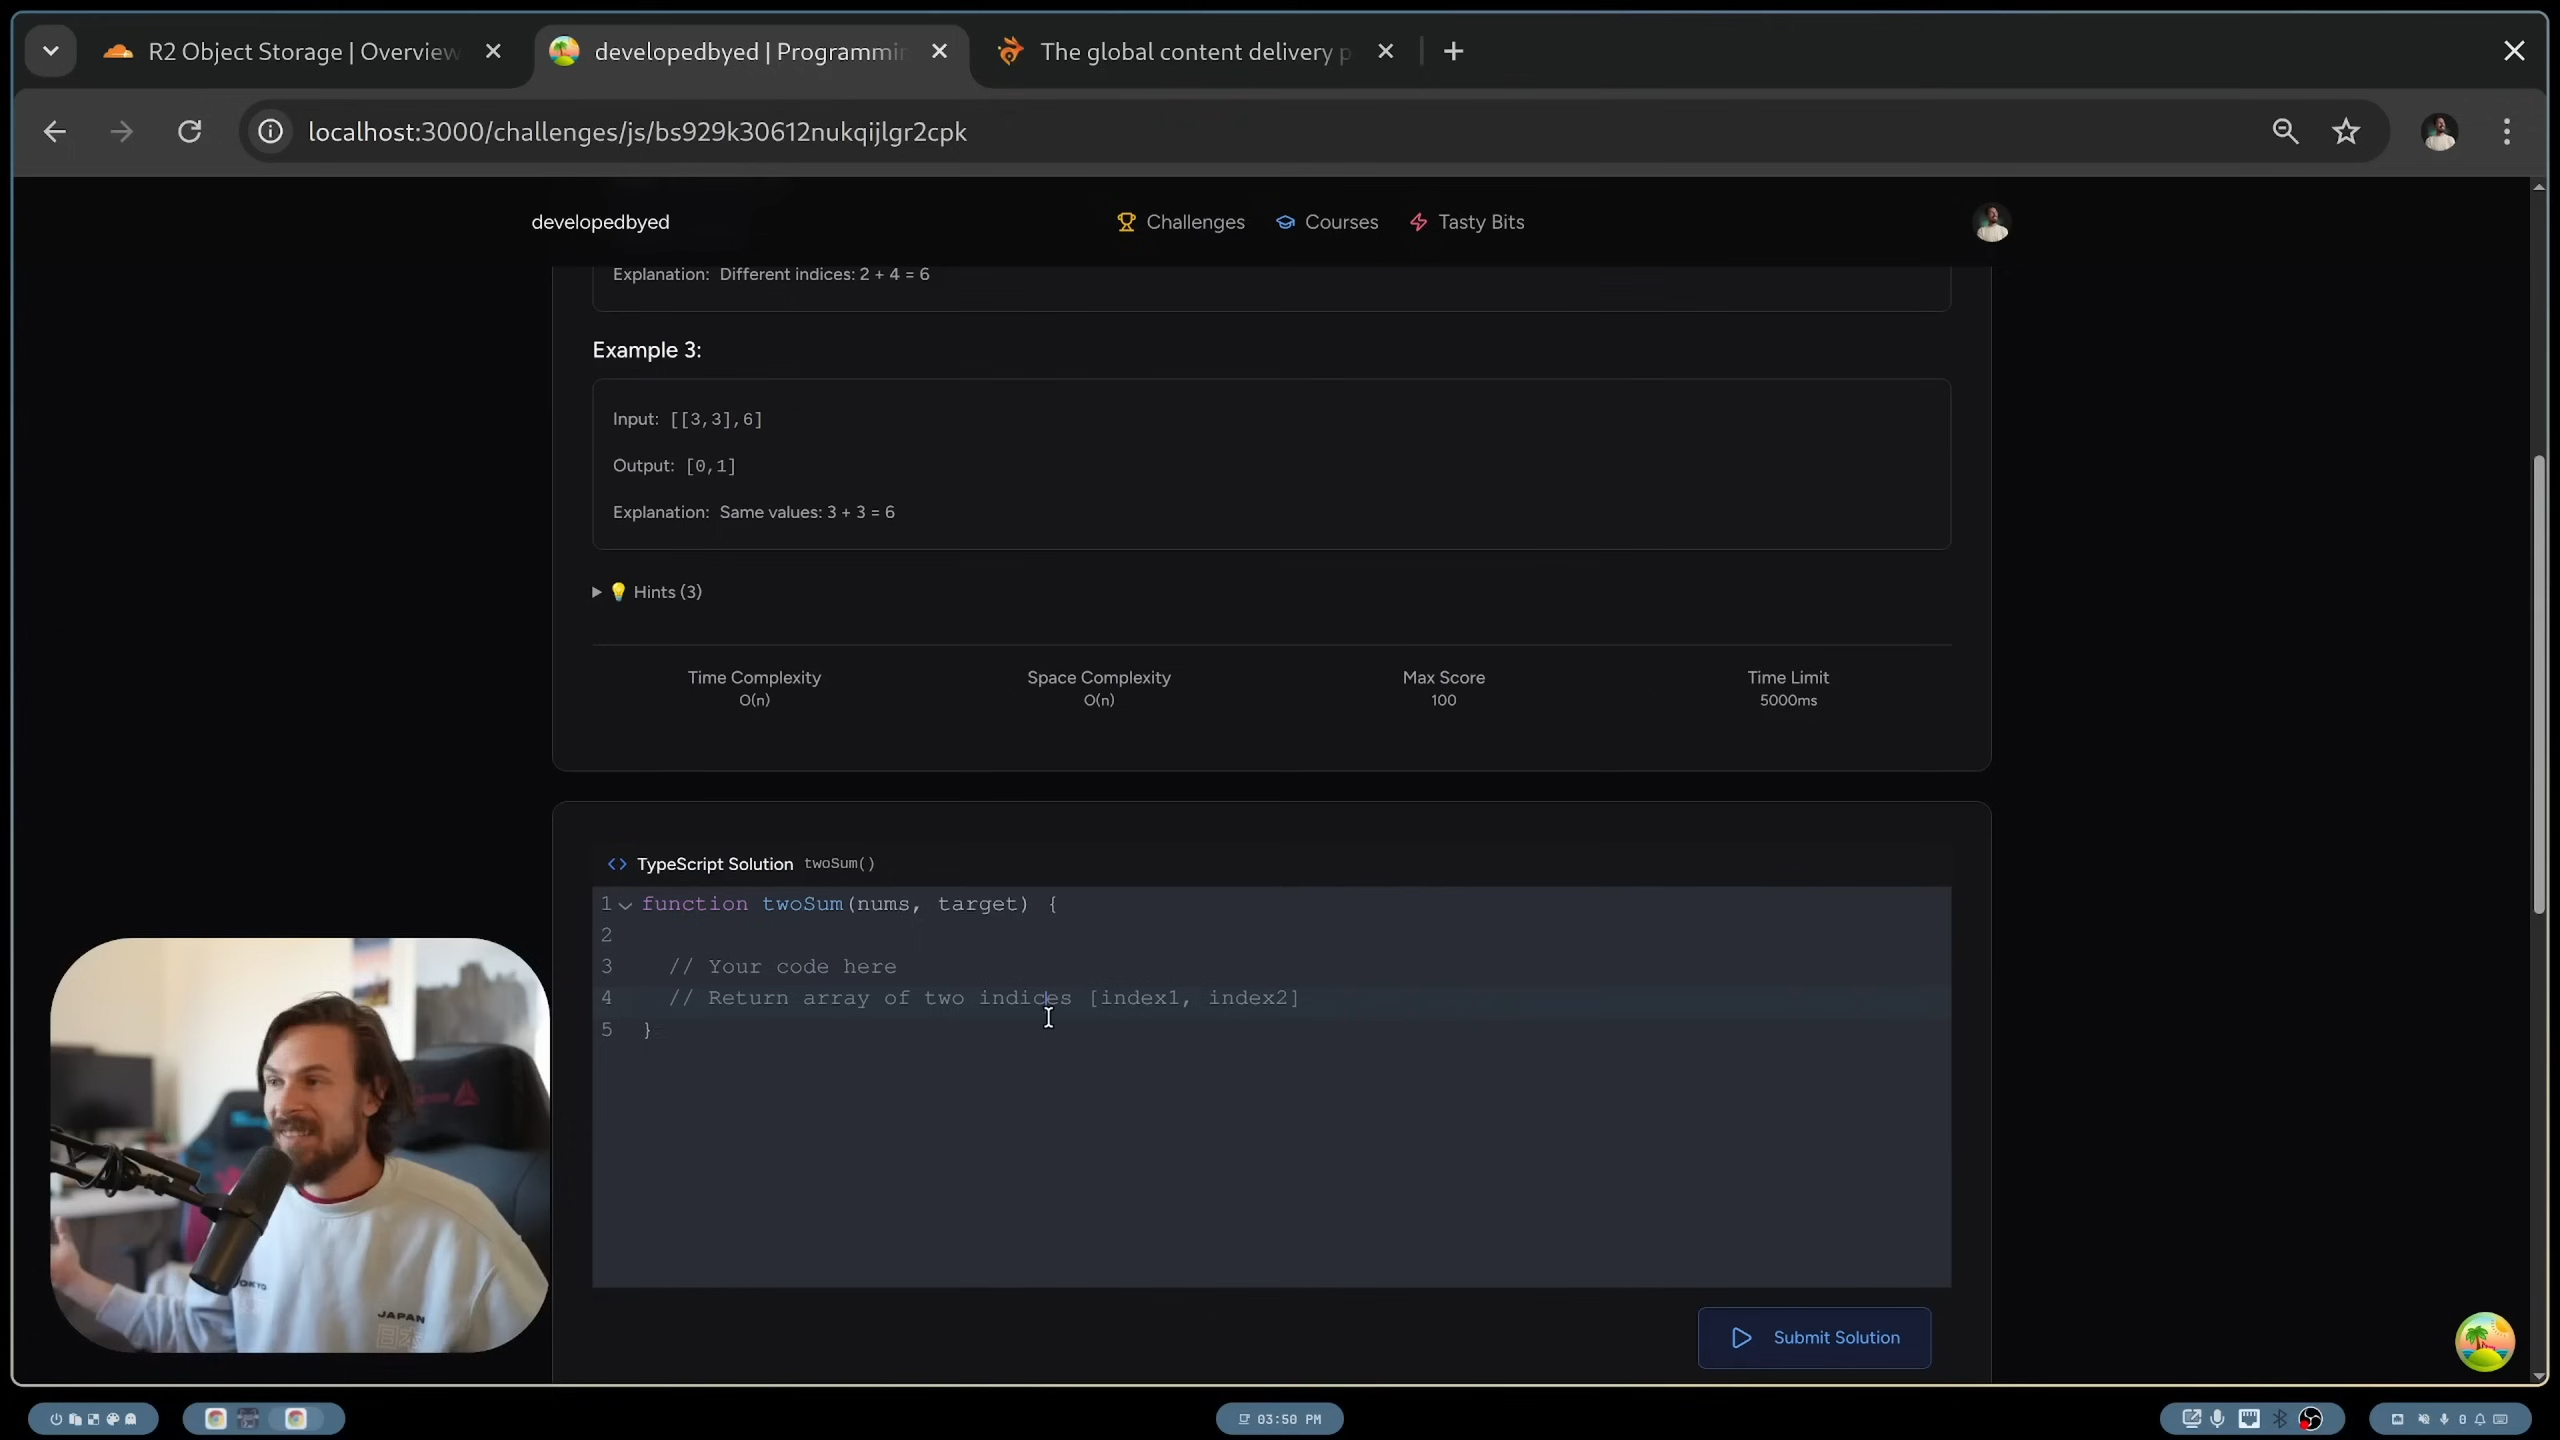 R2 Object Storage | Overview
developedbyed | Programmin
The global content delivery p
localhost:3000/challenges/js/bs929k30612nukqijlgr2cpk
developedbyed
Challenges
Courses
Tasty Bits
Explanation: Different indices: 2 + 4 = 6
Example 3:
Input: [[3,3],6]
Output: [0,1]
Explanation: Same values: 3 + 3 = 6
💡 Hints (3)
Time Complexity
O(n)
Space Complexity
O(n)
Max Score
100
Time Limit
5000ms
<> TypeScript Solution twoSum()
1 function twoSum(nums, target) {
2
3 // Your code here
4 // Return array of two indices [index1, index2]
5 }
JAPAN
Submit Solution
03:50 PM
0